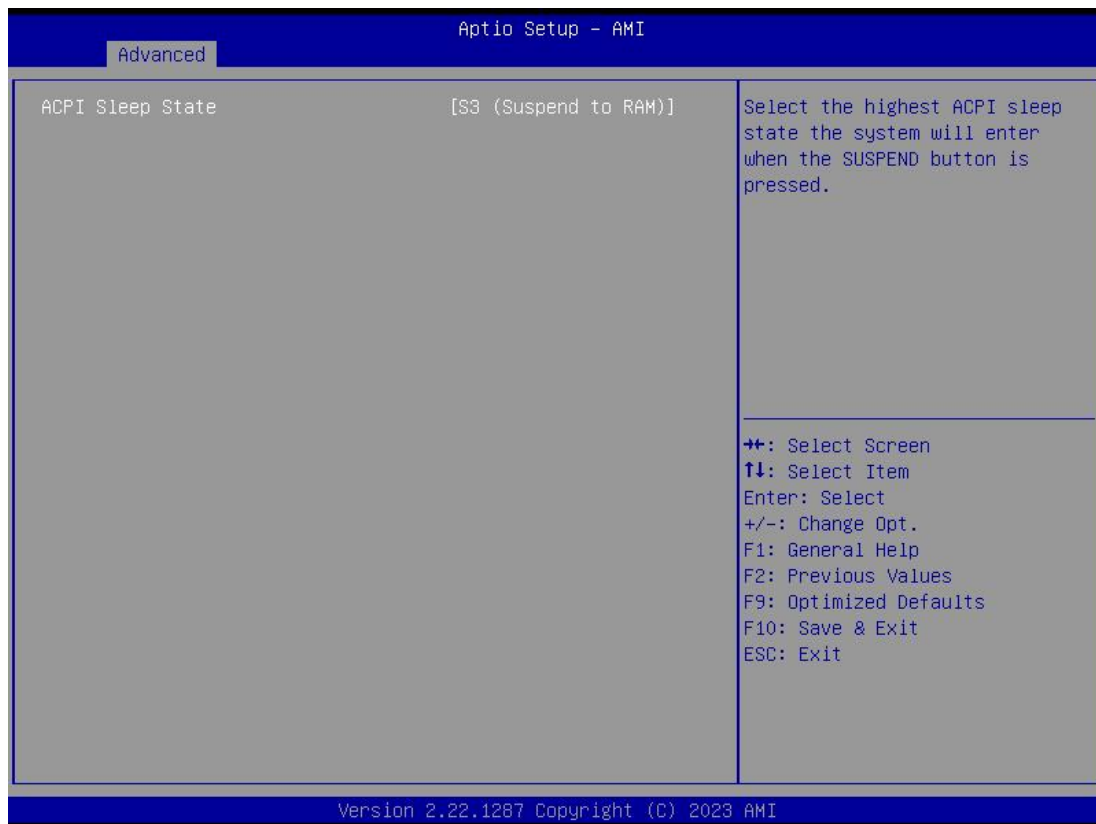 Aptio Setup – AMI
Advanced
ACPI Sleep State [S3 (Suspend to RAM)]
Select the highest ACPI sleep
state the system will enter
when the SUSPEND button is
pressed.
→←: Select Screen
↑↓: Select Item
Enter: Select
+/-: Change Opt.
F1: General Help
F2: Previous Values
F9: Optimized Defaults
F10: Save & Exit
ESC: Exit
Version 2.22.1287 Copyright (C) 2023 AMI